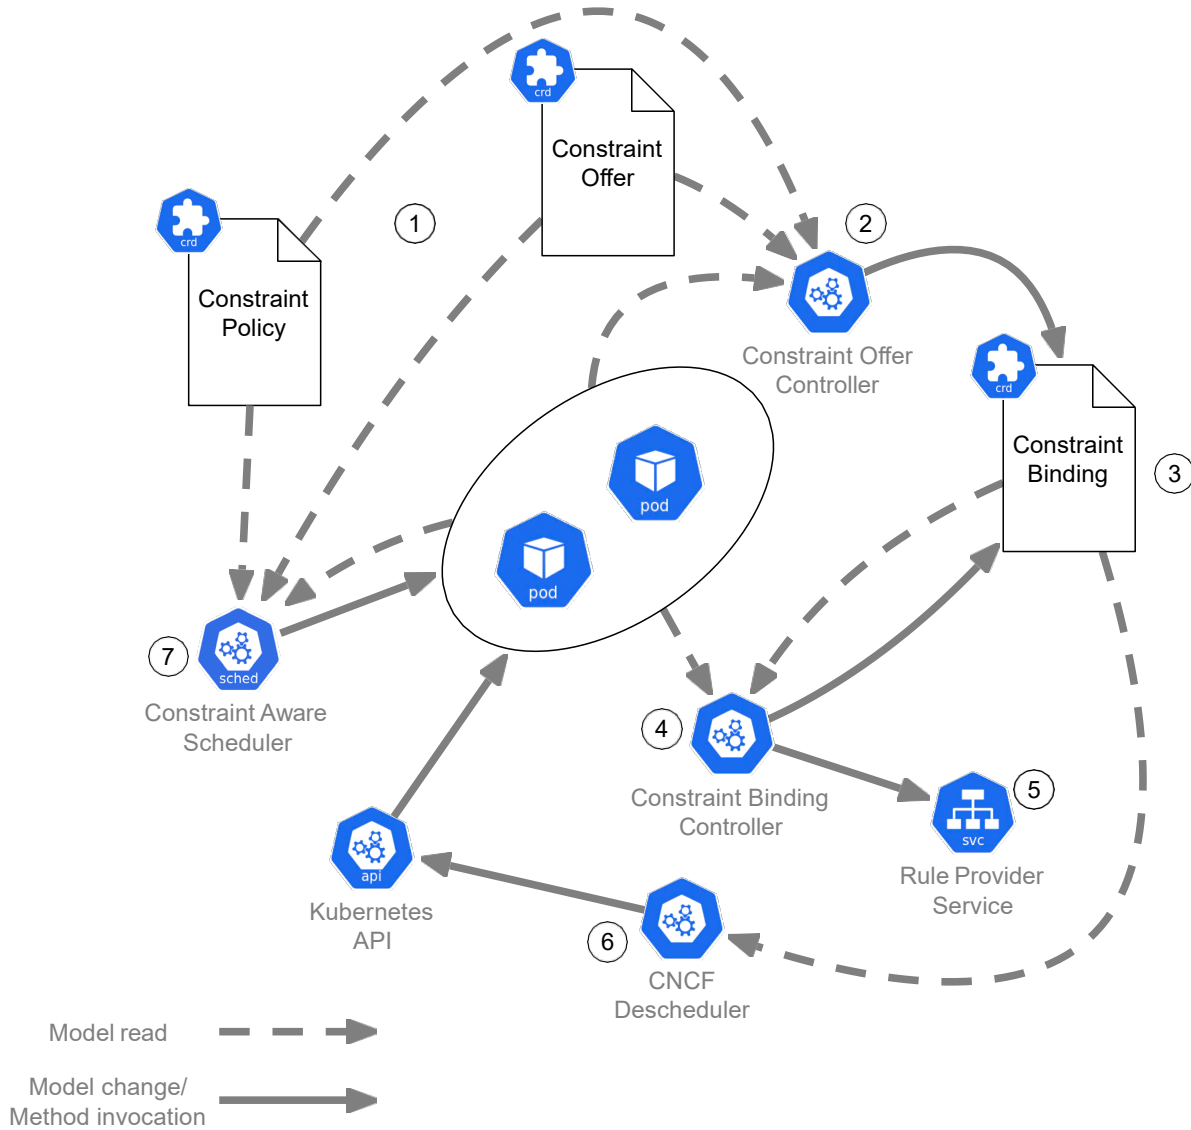 crd
Constraint
Offer
crd
1
2
Constraint
Policy
Constraint Offer
Controller
crd
Constraint
Binding
3
pod
pod
7
sched
Constraint Aware
Scheduler
4
Constraint Binding
Controller
5
svc
Rule Provider
Service
api
Kubernetes
API
6
CNCF
Descheduler
Model read
Model change/
Method invocation